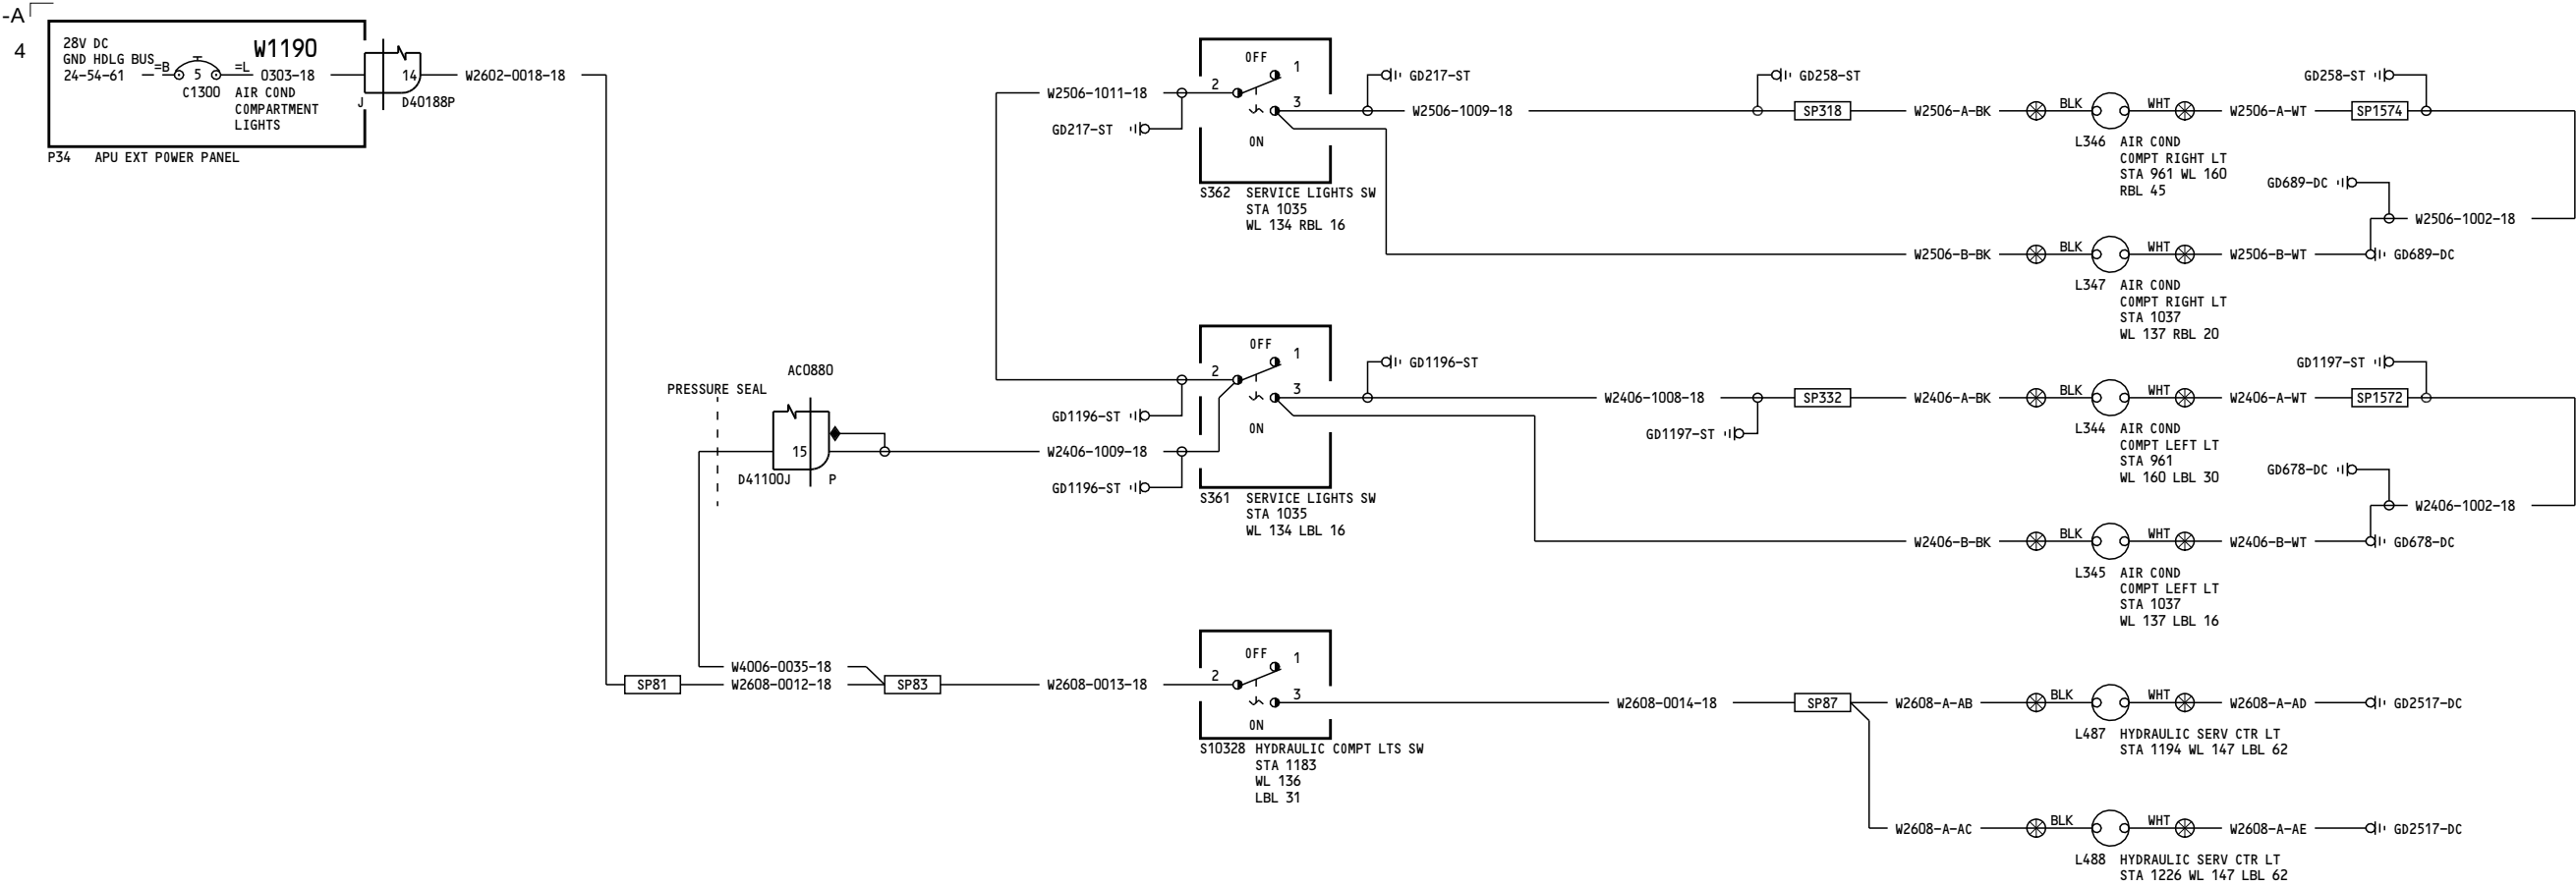 -A
4
28V DC
GND HDLG BUS
24-54-61
=B
5
=L
W1190
0303-18
C1300
AIR COND
COMPARTMENT
LIGHTS
J
14
D40188P
W2602-0018-18
P34 APU EXT POWER PANEL
W2506-1011-18
GD217-ST
OFF
1
2
3
ON
S362 SERVICE LIGHTS SW
STA 1035
WL 134 RBL 16
GD217-ST
W2506-1009-18
GD258-ST
SP318
W2506-A-BK
BLK
WHT
W2506-A-WT
GD258-ST
SP1574
L346 AIR COND
COMPT RIGHT LT
STA 961 WL 160
RBL 45
GD689-DC
W2506-1002-18
W2506-B-BK
BLK
WHT
W2506-B-WT
GD689-DC
L347 AIR COND
COMPT RIGHT LT
STA 1037
WL 137 RBL 20
AC0880
PRESSURE SEAL
15
D41100J
P
GD1196-ST
W2406-1009-18
GD1196-ST
OFF
1
2
3
ON
S361 SERVICE LIGHTS SW
STA 1035
WL 134 LBL 16
GD1196-ST
W2406-1008-18
GD1197-ST
SP332
W2406-A-BK
BLK
WHT
W2406-A-WT
GD1197-ST
SP1572
L344 AIR COND
COMPT LEFT LT
STA 961
WL 160 LBL 30
GD678-DC
W2406-1002-18
W2406-B-BK
BLK
WHT
W2406-B-WT
GD678-DC
L345 AIR COND
COMPT LEFT LT
STA 1037
WL 137 LBL 16
SP81
W4006-0035-18
W2608-0012-18
SP83
W2608-0013-18
OFF
1
2
3
ON
S10328 HYDRAULIC COMPT LTS SW
STA 1183
WL 136
LBL 31
W2608-0014-18
SP87
W2608-A-AB
BLK
WHT
W2608-A-AD
GD2517-DC
L487 HYDRAULIC SERV CTR LT
STA 1194 WL 147 LBL 62
W2608-A-AC
BLK
WHT
W2608-A-AE
GD2517-DC
L488 HYDRAULIC SERV CTR LT
STA 1226 WL 147 LBL 62